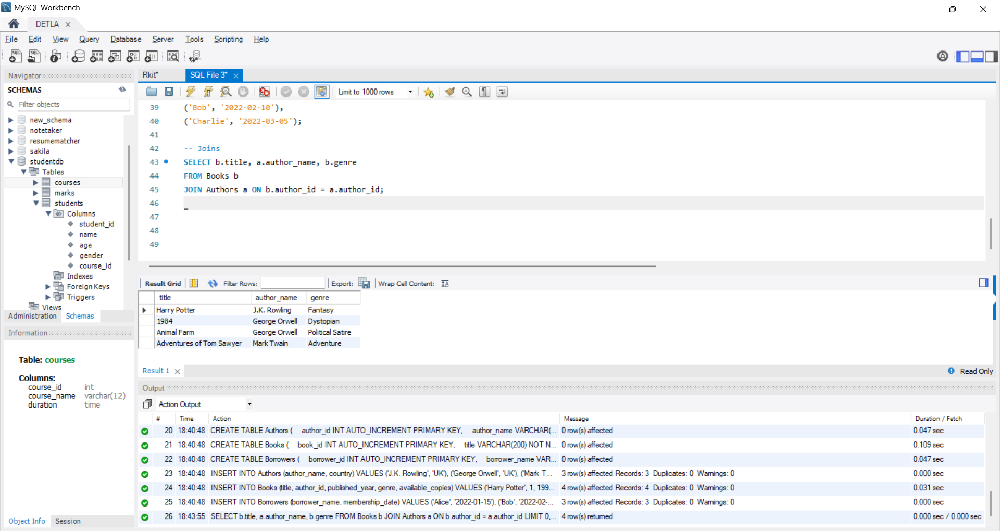 MySQL Workbench
DETLA
File Edit View Query Database Server Tools Scripting Help
Navigator
SCHEMAS
Filter objects
new_schema
notetaker
resumematcher
sakila
studentdb
Tables
courses
marks
students
Columns
student_id
name
age
gender
course_id
Indexes
Foreign Keys
Triggers
Views
Administration Schemas
Information
Table: courses
Columns:
course_id int
course_name varchar(12)
duration time
Object Info Session
Rkit* SQL File 3*
Limit to 1000 rows
39 ('Bob', '2022-02-10'),
40 ('Charlie', '2022-03-05');
41
42 -- Joins
43 SELECT b.title, a.author_name, b.genre
44 FROM Books b
45 JOIN Authors a ON b.author_id = a.author_id;
46
47
48
49
Result Grid Filter Rows: Export: Wrap Cell Content:
title author_name genre
Harry Potter J.K. Rowling Fantasy
1984 George Orwell Dystopian
Animal Farm George Orwell Political Satire
Adventures of Tom Sawyer Mark Twain Adventure
Result 1 Read Only
Output
Action Output
# Time Action Message Duration / Fetch
20 18:40:48 CREATE TABLE Authors ( author_id INT AUTO_INCREMENT PRIMARY KEY, author_name VARCHAR(... 0 row(s) affected 0.047 sec
21 18:40:48 CREATE TABLE Books ( book_id INT AUTO_INCREMENT PRIMARY KEY, title VARCHAR(200) NOT N... 0 row(s) affected 0.109 sec
22 18:40:48 CREATE TABLE Borrowers ( borrower_id INT AUTO_INCREMENT PRIMARY KEY, borrower_name VAR... 0 row(s) affected 0.047 sec
23 18:40:48 INSERT INTO Authors (author_name, country) VALUES ('J.K. Rowling', 'UK'), ('George Orwell', 'UK'), ('Mark T... 3 row(s) affected Records: 3 Duplicates: 0 Warnings: 0 0.000 sec
24 18:40:48 INSERT INTO Books (title, author_id, published_year, genre, available_copies) VALUES ('Harry Potter', 1, 199... 4 row(s) affected Records: 4 Duplicates: 0 Warnings: 0 0.031 sec
25 18:40:48 INSERT INTO Borrowers (borrower_name, membership_date) VALUES ('Alice', '2022-01-15'), ('Bob', '2022-02-... 3 row(s) affected Records: 3 Duplicates: 0 Warnings: 0 0.000 sec
26 18:43:55 SELECT b.title, a.author_name, b.genre FROM Books b JOIN Authors a ON b.author_id = a.author_id LIMIT 0,... 4 row(s) returned 0.000 sec / 0.000 sec